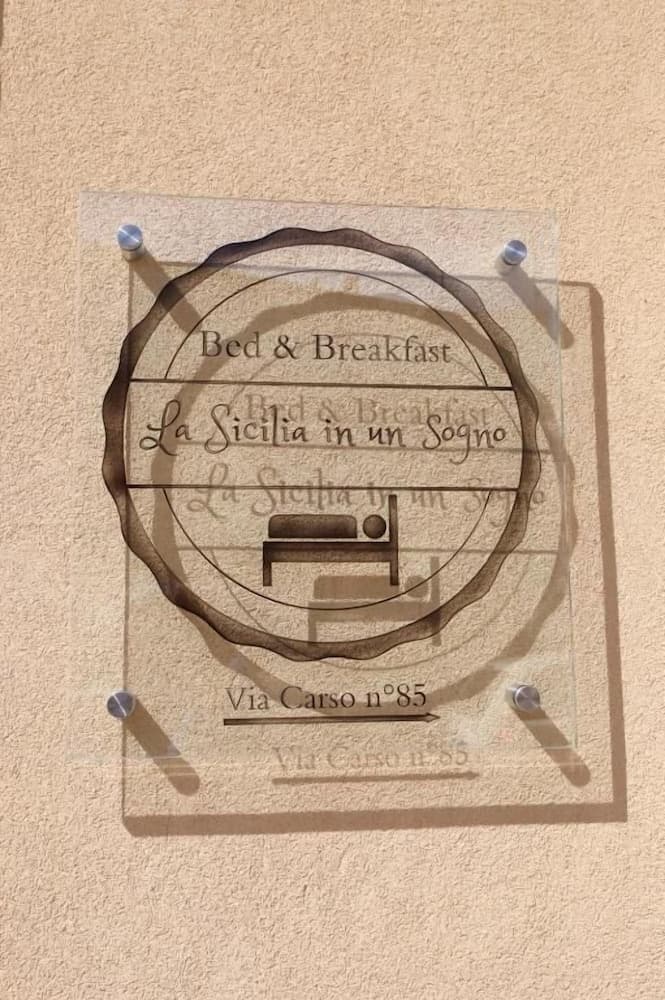 Bed & Breakfast
La Sicilia in un Sogno
Via Carso n°85